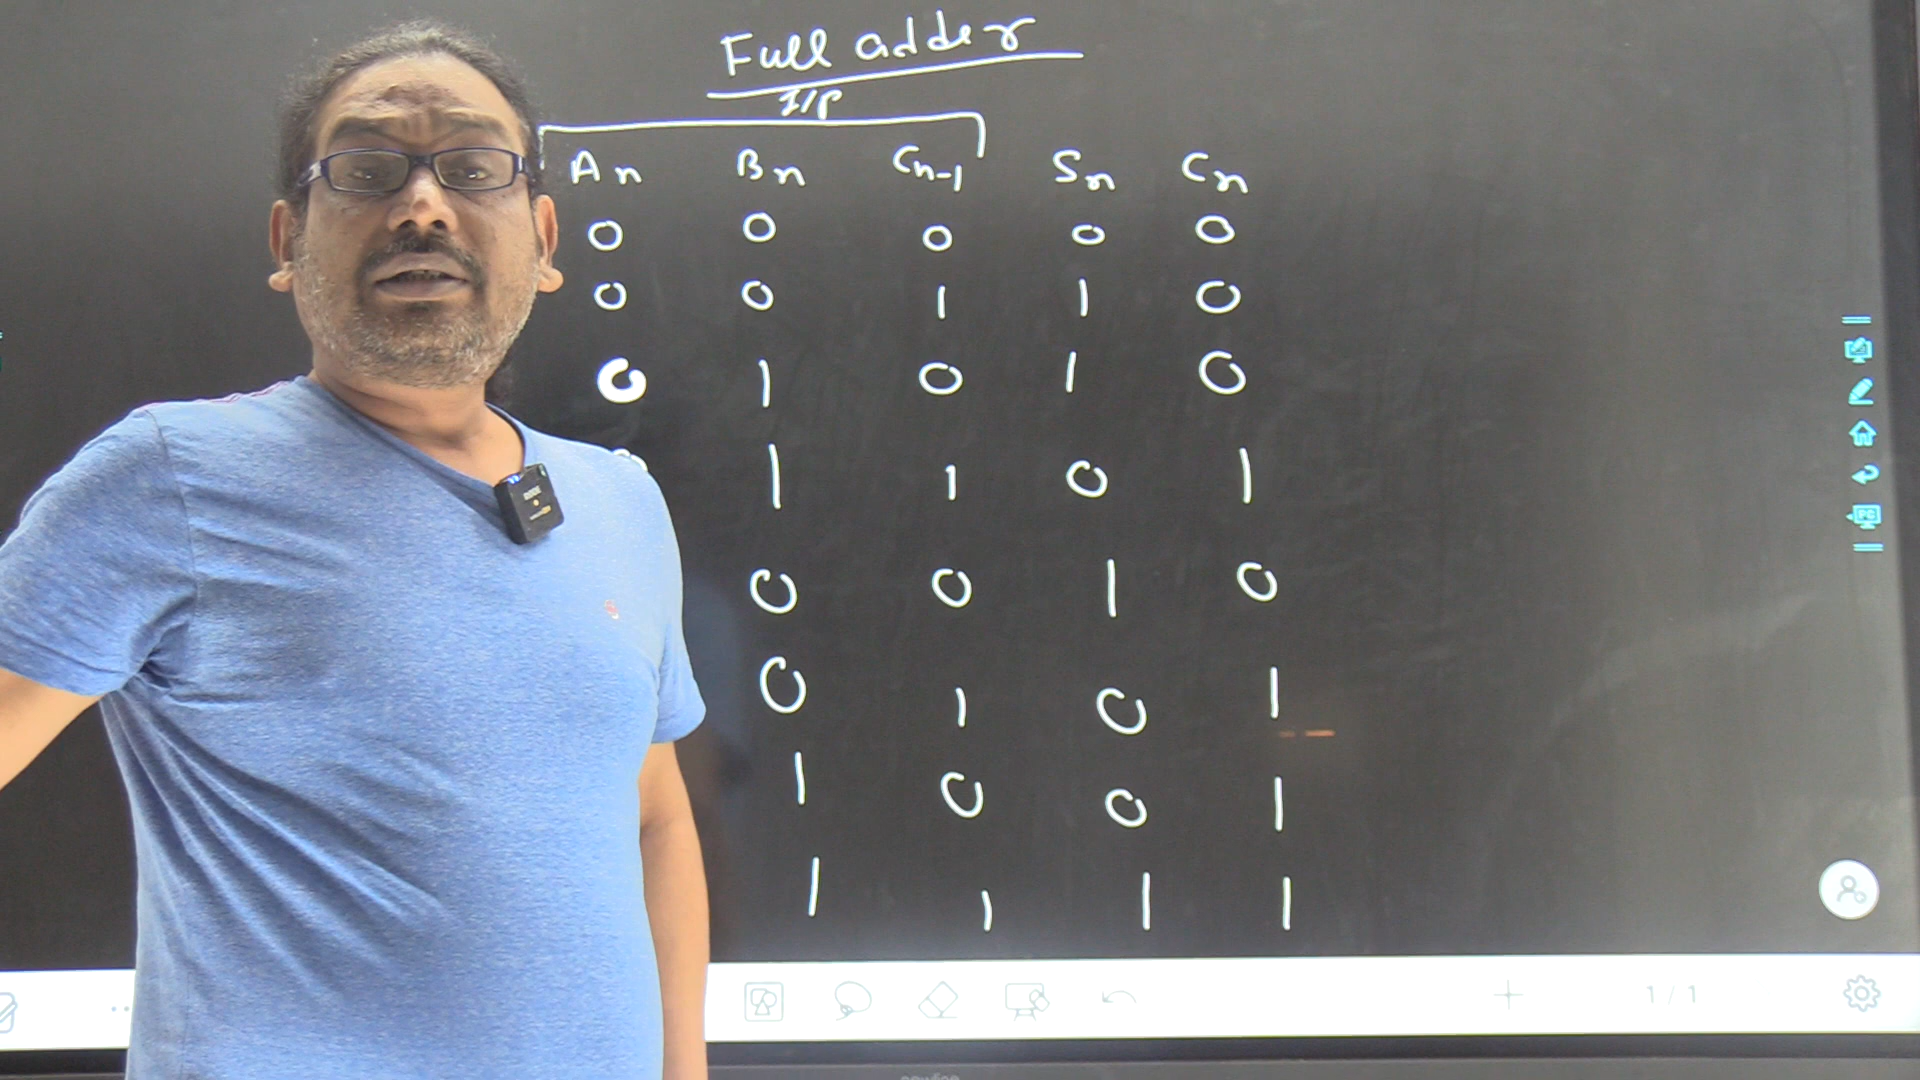 Full adder
I/P
An Bn Cn-1 Sn Cn
0 0 0 0 0
0 0 1 1 0
0 1 0 1 0
1 1 0 1
0 0 1 0
0 1 0 1
1 0 0 1
1 1 1 1
PC
1 / 1